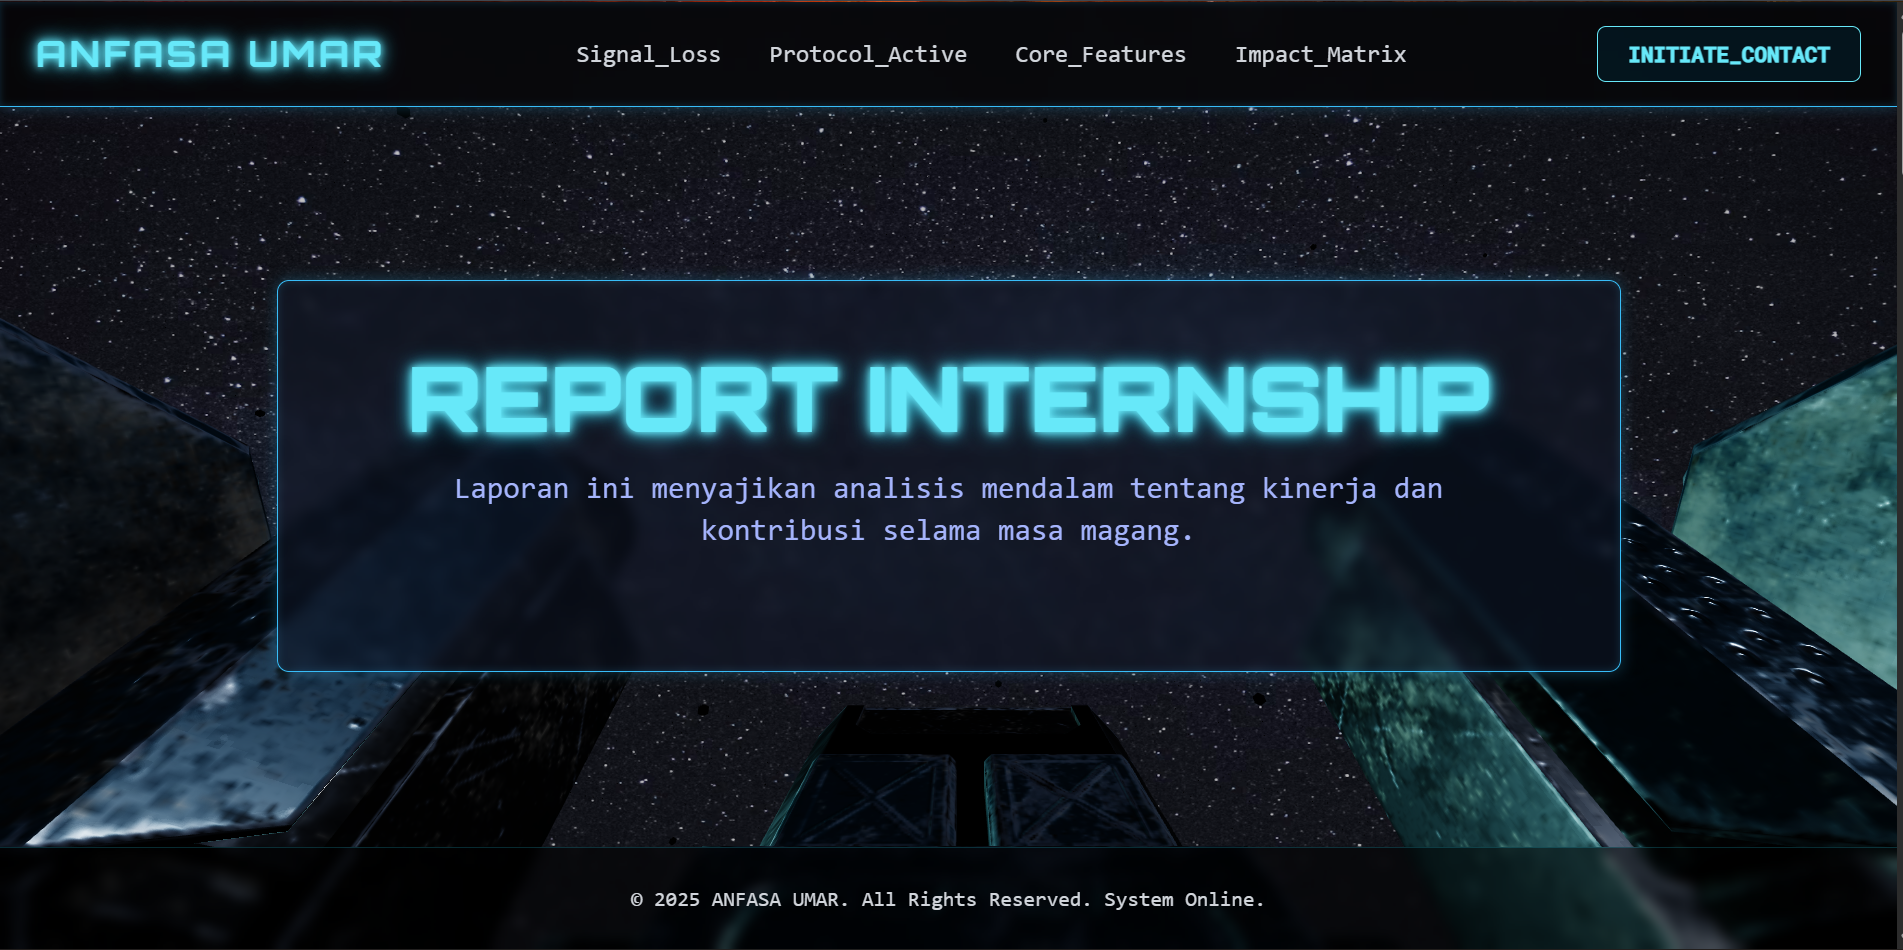 ANFASA UMAR
Signal_Loss
Protocol_Active
Core_Features
Impact_Matrix
INITIATE_CONTACT
REPORT INTERNSHIP
Laporan ini menyajikan analisis mendalam tentang kinerja dan
kontribusi selama masa magang.
© 2025 ANFASA UMAR. All Rights Reserved. System Online.